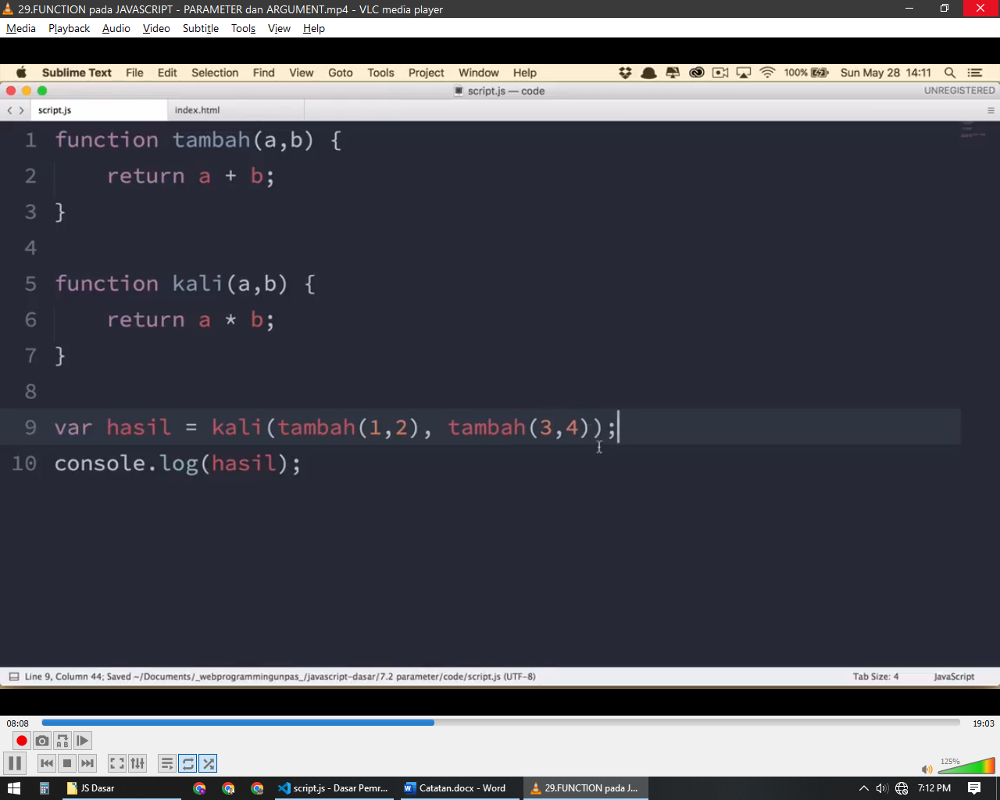 29.FUNCTION pada JAVASCRIPT - PARAMETER dan ARGUMENT.mp4 - VLC media player
Media Playback Audio Video Subtitle Tools View Help
Sublime Text File Edit Selection Find View Goto Tools Project Window Help 100% Sun May 28 14:11
script.js — code UNREGISTERED
script.js index.html
1 function tambah(a,b) {
2 return a + b;
3 }
4
5 function kali(a,b) {
6 return a * b;
7 }
8
9 var hasil = kali(tambah(1,2), tambah(3,4));
10 console.log(hasil);
Line 9, Column 44; Saved ~/Documents/_webprogrammingunpas_/javascript-dasar/7.2 parameter/code/script.js (UTF-8) Tab Size: 4 JavaScript
08:08 19:03
A B
125%
JS Dasar script.js - Dasar Pemr... Catatan.docx - Word 29.FUNCTION pada J... 7:12 PM